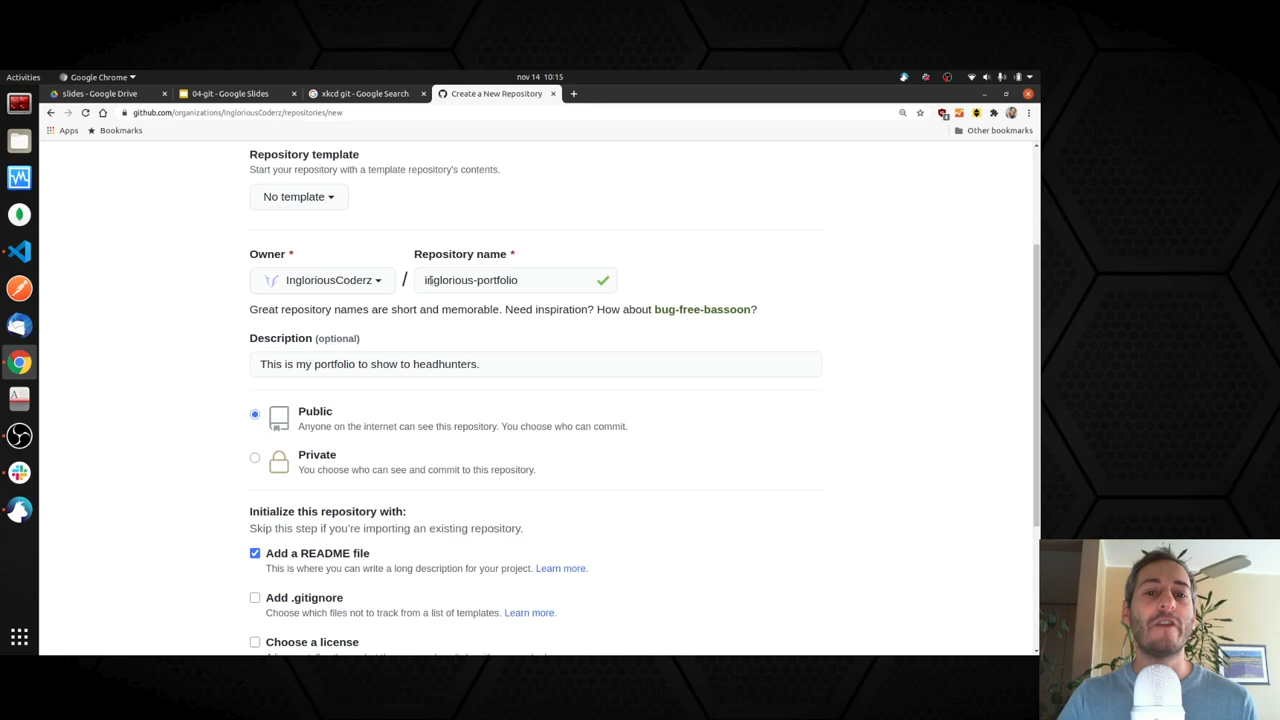 Activities
Google Chrome
nov 14 10:15
slides - Google Drive
04-git - Google Slides
xkcd git - Google Search
Create a New Repository
github.com/organizations/IngloriousCoderz/repositories/new
Apps
Bookmarks
Other bookmarks
Repository template
Start your repository with a template repository's contents.
No template
Owner *
Repository name *
IngloriousCoderz
/
inglorious-portfolio
Great repository names are short and memorable. Need inspiration? How about bug-free-bassoon?
Description (optional)
This is my portfolio to show to headhunters.
Public
Anyone on the internet can see this repository. You choose who can commit.
Private
You choose who can see and commit to this repository.
Initialize this repository with:
Skip this step if you're importing an existing repository.
Add a README file
This is where you can write a long description for your project. Learn more.
Add .gitignore
Choose which files not to track from a list of templates. Learn more.
Choose a license